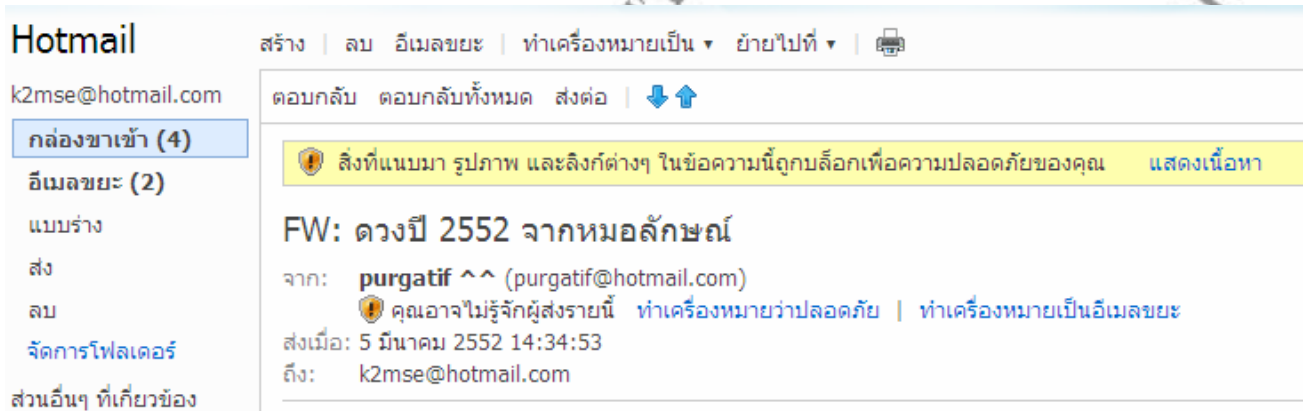 Hotmail
สร้าง | ลบ อีเมลขยะ | ทำเครื่องหมายเป็น ▾ ย้ายไปที่ ▾ |
k2mse@hotmail.com
ตอบกลับ ตอบกลับทั้งหมด ส่งต่อ |
กล่องขาเข้า (4)
อีเมลขยะ (2)
แบบร่าง
ส่ง
ลบ
จัดการโฟลเดอร์
ส่วนอื่นๆ ที่เกี่ยวข้อง
สิ่งที่แนบมา รูปภาพ และลิงก์ต่างๆ ในข้อความนี้ถูกบล็อกเพื่อความปลอดภัยของคุณ แสดงเนื้อหา
FW: ดวงปี 2552 จากหมอลักษณ์
จาก: purgatif ^^ (purgatif@hotmail.com)
คุณอาจไม่รู้จักผู้ส่งรายนี้ ทำเครื่องหมายว่าปลอดภัย | ทำเครื่องหมายเป็นอีเมลขยะ
ส่งเมื่อ: 5 มีนาคม 2552 14:34:53
ถึง: k2mse@hotmail.com